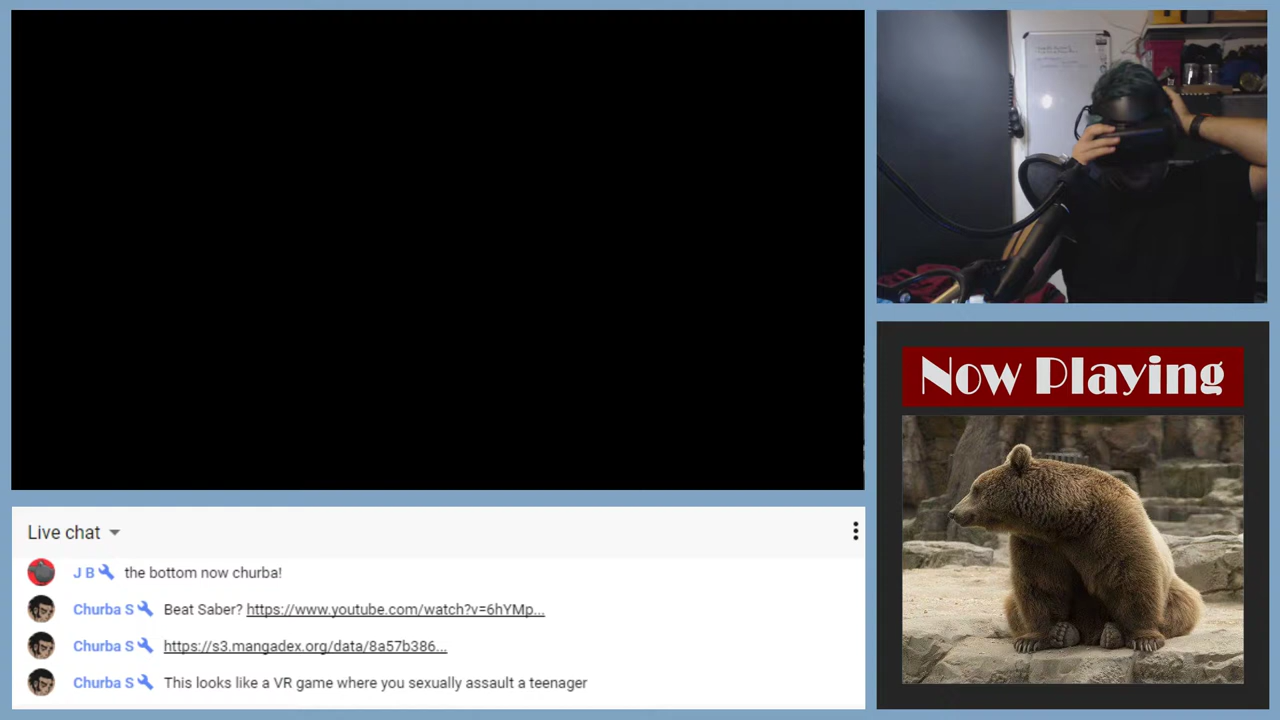 Now Playing
Live chat
J B the bottom now churba!
Churba S Beat Saber? https://www.youtube.com/watch?v=6hYMp...
Churba S https://s3.mangadex.org/data/8a57b386...
Churba S This looks like a VR game where you sexually assault a teenager